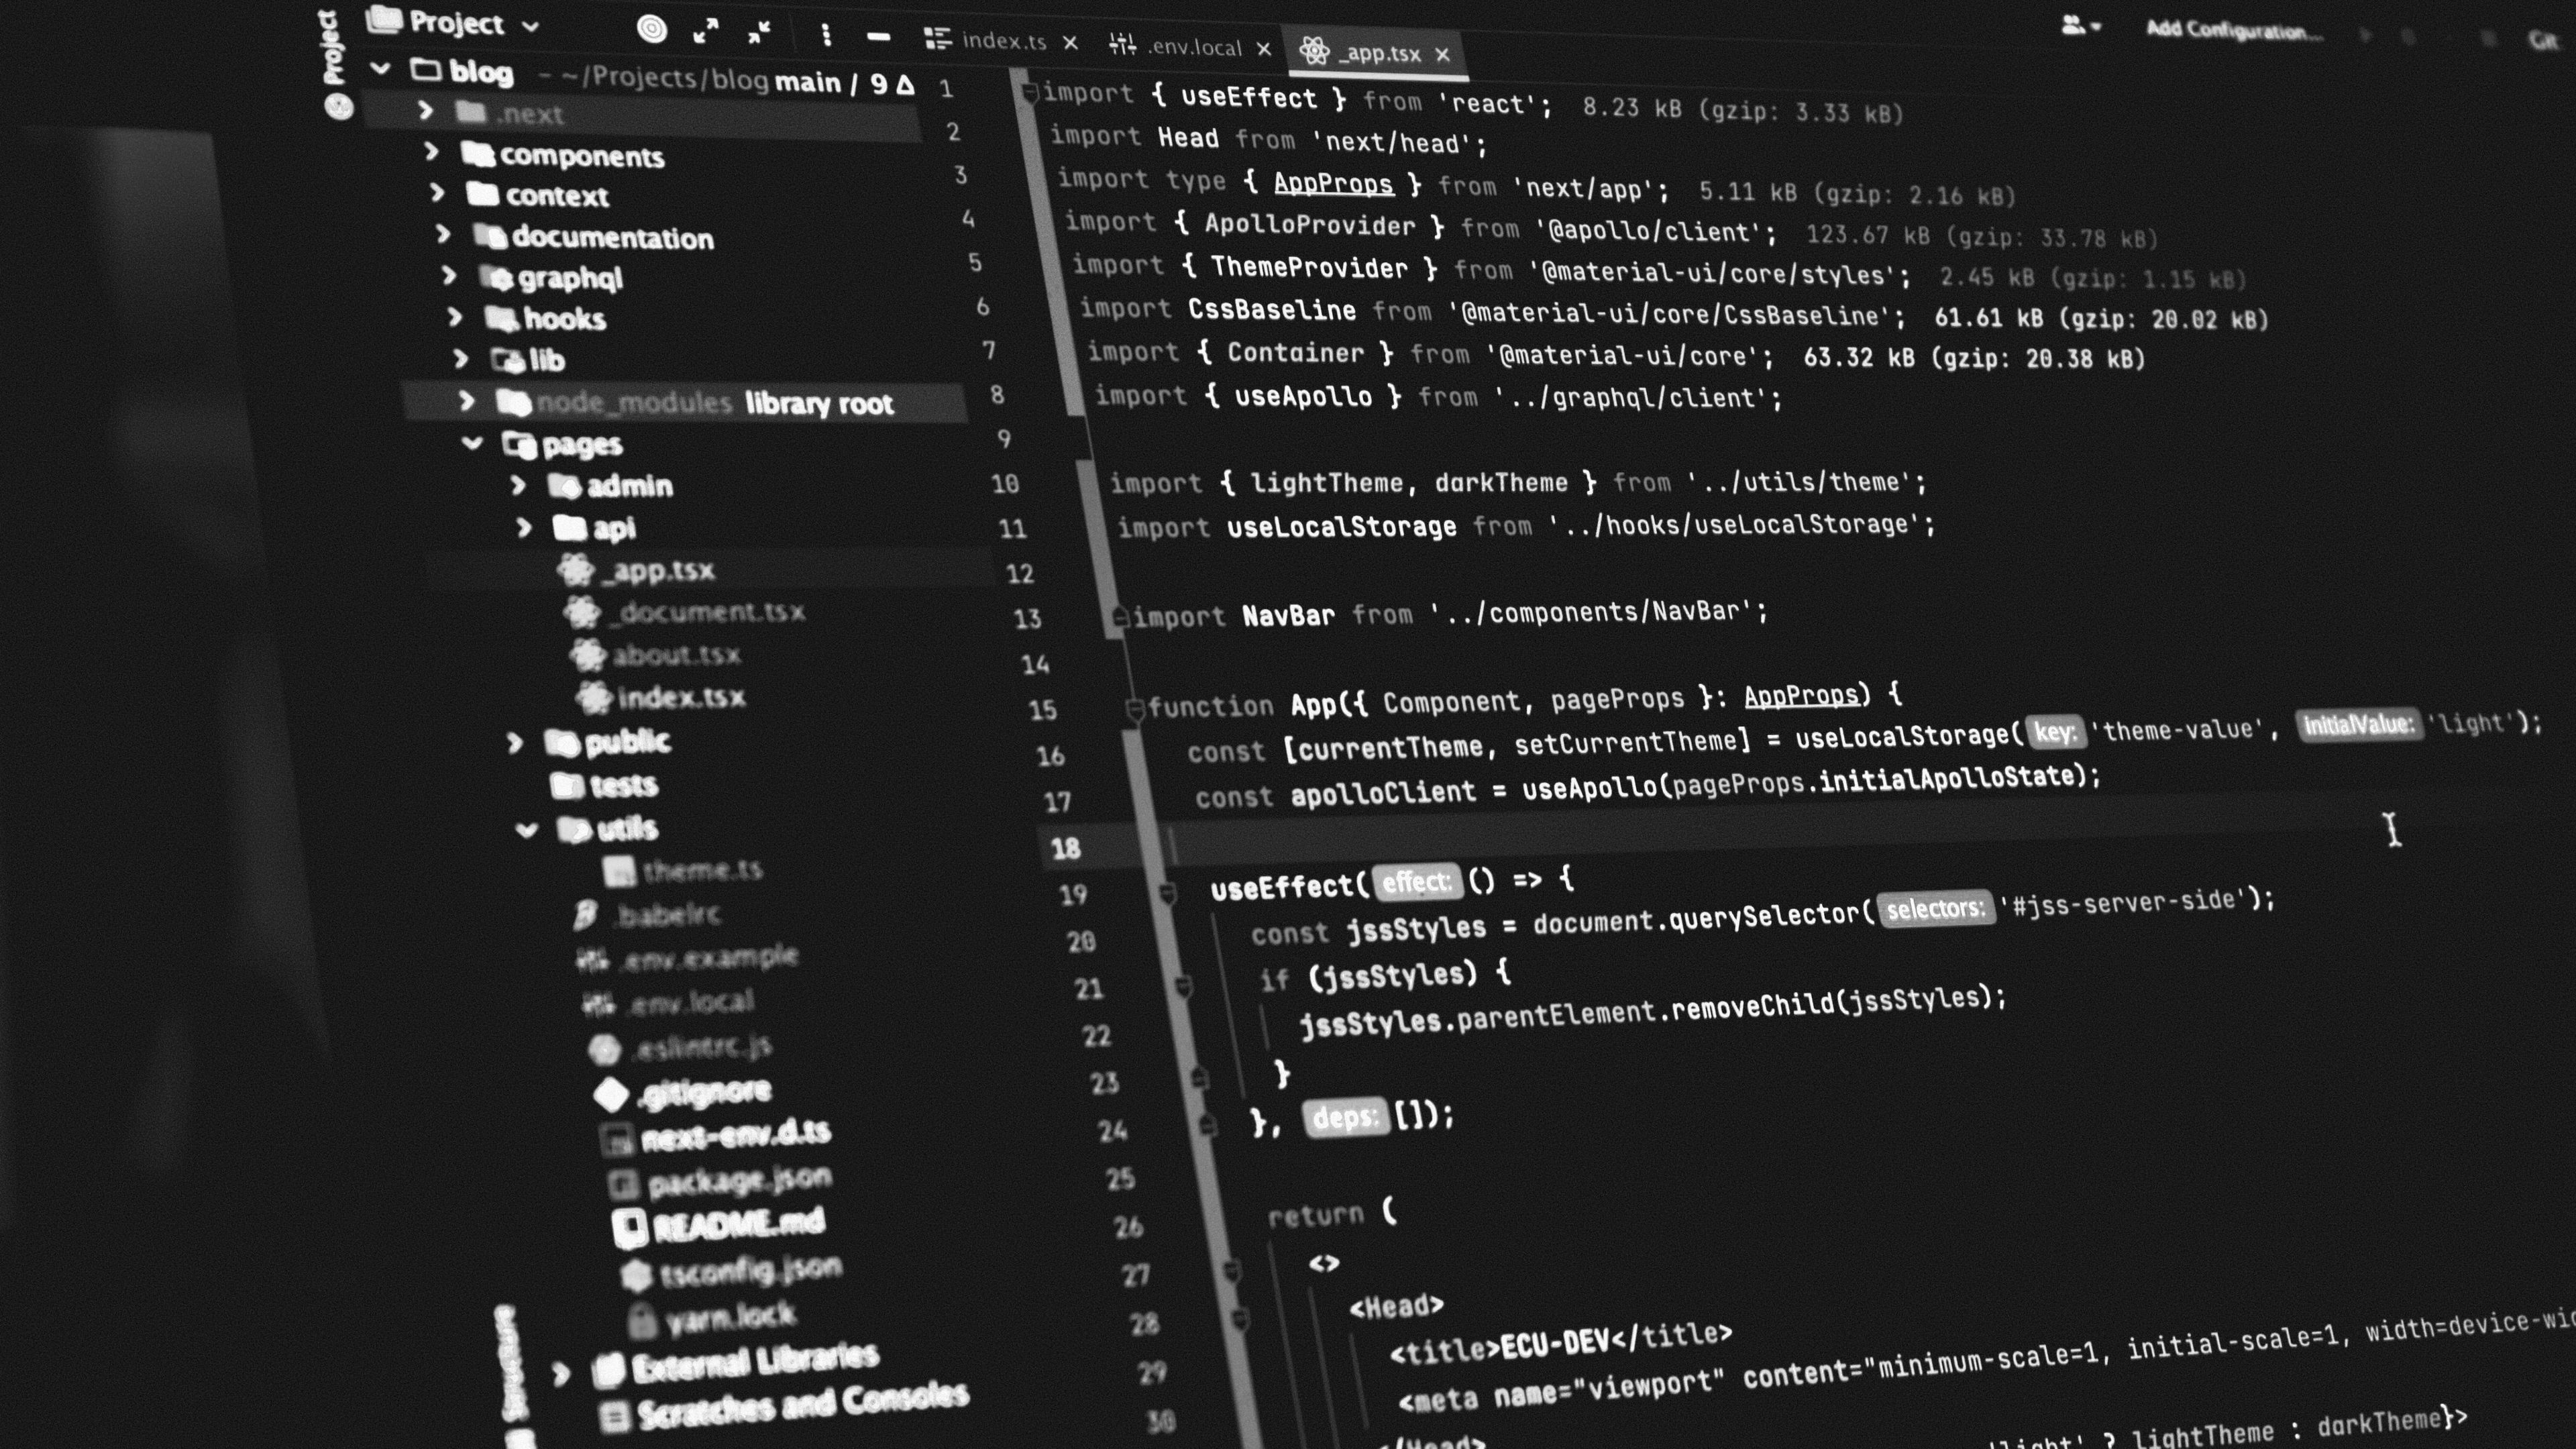 Project
Project
blog ~/Projects/blog main / 9 Δ
.next
components
context
documentation
graphql
hooks
lib
node_modules library root
pages
admin
api
_app.tsx
_document.tsx
about.tsx
index.tsx
public
tests
utils
theme.ts
.babelrc
.env.example
.env.local
.eslintrc.js
.gitignore
next-env.d.ts
package.json
README.md
tsconfig.json
yarn.lock
External Libraries
Scratches and Consoles
Structure
index.ts
.env.local
_app.tsx
Add Configuration...
Git
1 import { useEffect } from 'react'; 8.23 kB (gzip: 3.33 kB)
2 import Head from 'next/head';
3 import type { AppProps } from 'next/app'; 5.11 kB (gzip: 2.16 kB)
4 import { ApolloProvider } from '@apollo/client'; 123.67 kB (gzip: 33.78 kB)
5 import { ThemeProvider } from '@material-ui/core/styles'; 2.45 kB (gzip: 1.15 kB)
6 import CssBaseline from '@material-ui/core/CssBaseline'; 61.61 kB (gzip: 20.02 kB)
7 import { Container } from '@material-ui/core'; 63.32 kB (gzip: 20.38 kB)
8 import { useApollo } from '../graphql/client';
9
10 import { lightTheme, darkTheme } from '../utils/theme';
11 import useLocalStorage from '../hooks/useLocalStorage';
12
13 import NavBar from '../components/NavBar';
14
15 function App({ Component, pageProps }: AppProps) {
16 const [currentTheme, setCurrentTheme] = useLocalStorage( key: 'theme-value', initialValue: 'light');
17 const apolloClient = useApollo(pageProps.initialApolloState);
18
19 useEffect( effect: () => {
20 const jssStyles = document.querySelector( selectors: '#jss-server-side');
21 if (jssStyles) {
22 jssStyles.parentElement.removeChild(jssStyles);
23 }
24 }, deps: []);
25
26 return (
27 <>
28 <Head>
29 <title>ECU-DEV</title>
30 <meta name="viewport" content="minimum-scale=1, initial-scale=1, width=device-wid
</Head>
'light' ? lightTheme : darkTheme}>